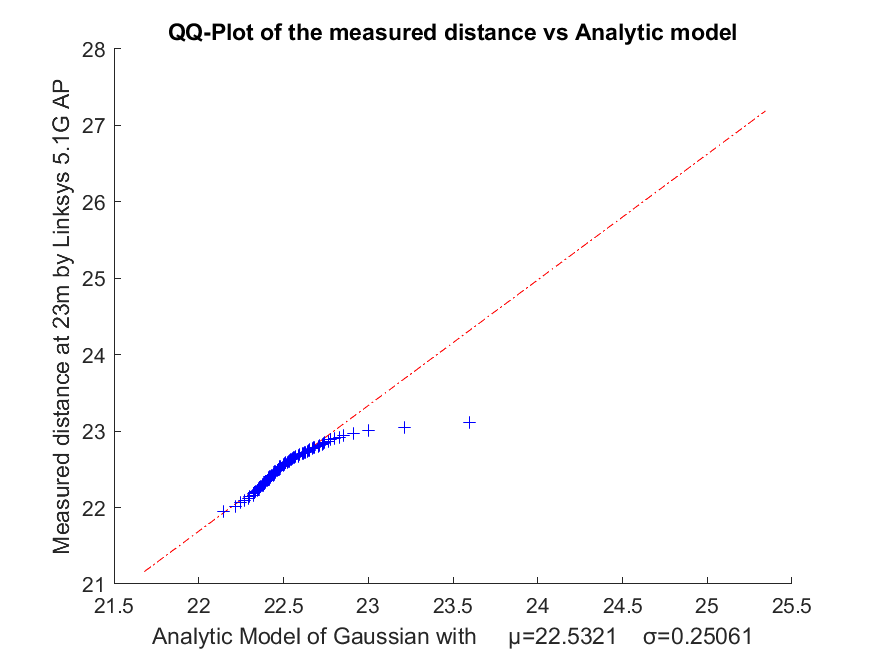 QQ-Plot of the measured distance vs Analytic model
Measured distance at 23m by Linksys 5.1G AP
28
27
26
25
24
23
22
21
21.5 22 22.5 23 23.5 24 24.5 25 25.5
Analytic Model of Gaussian with μ=22.5321 σ=0.25061